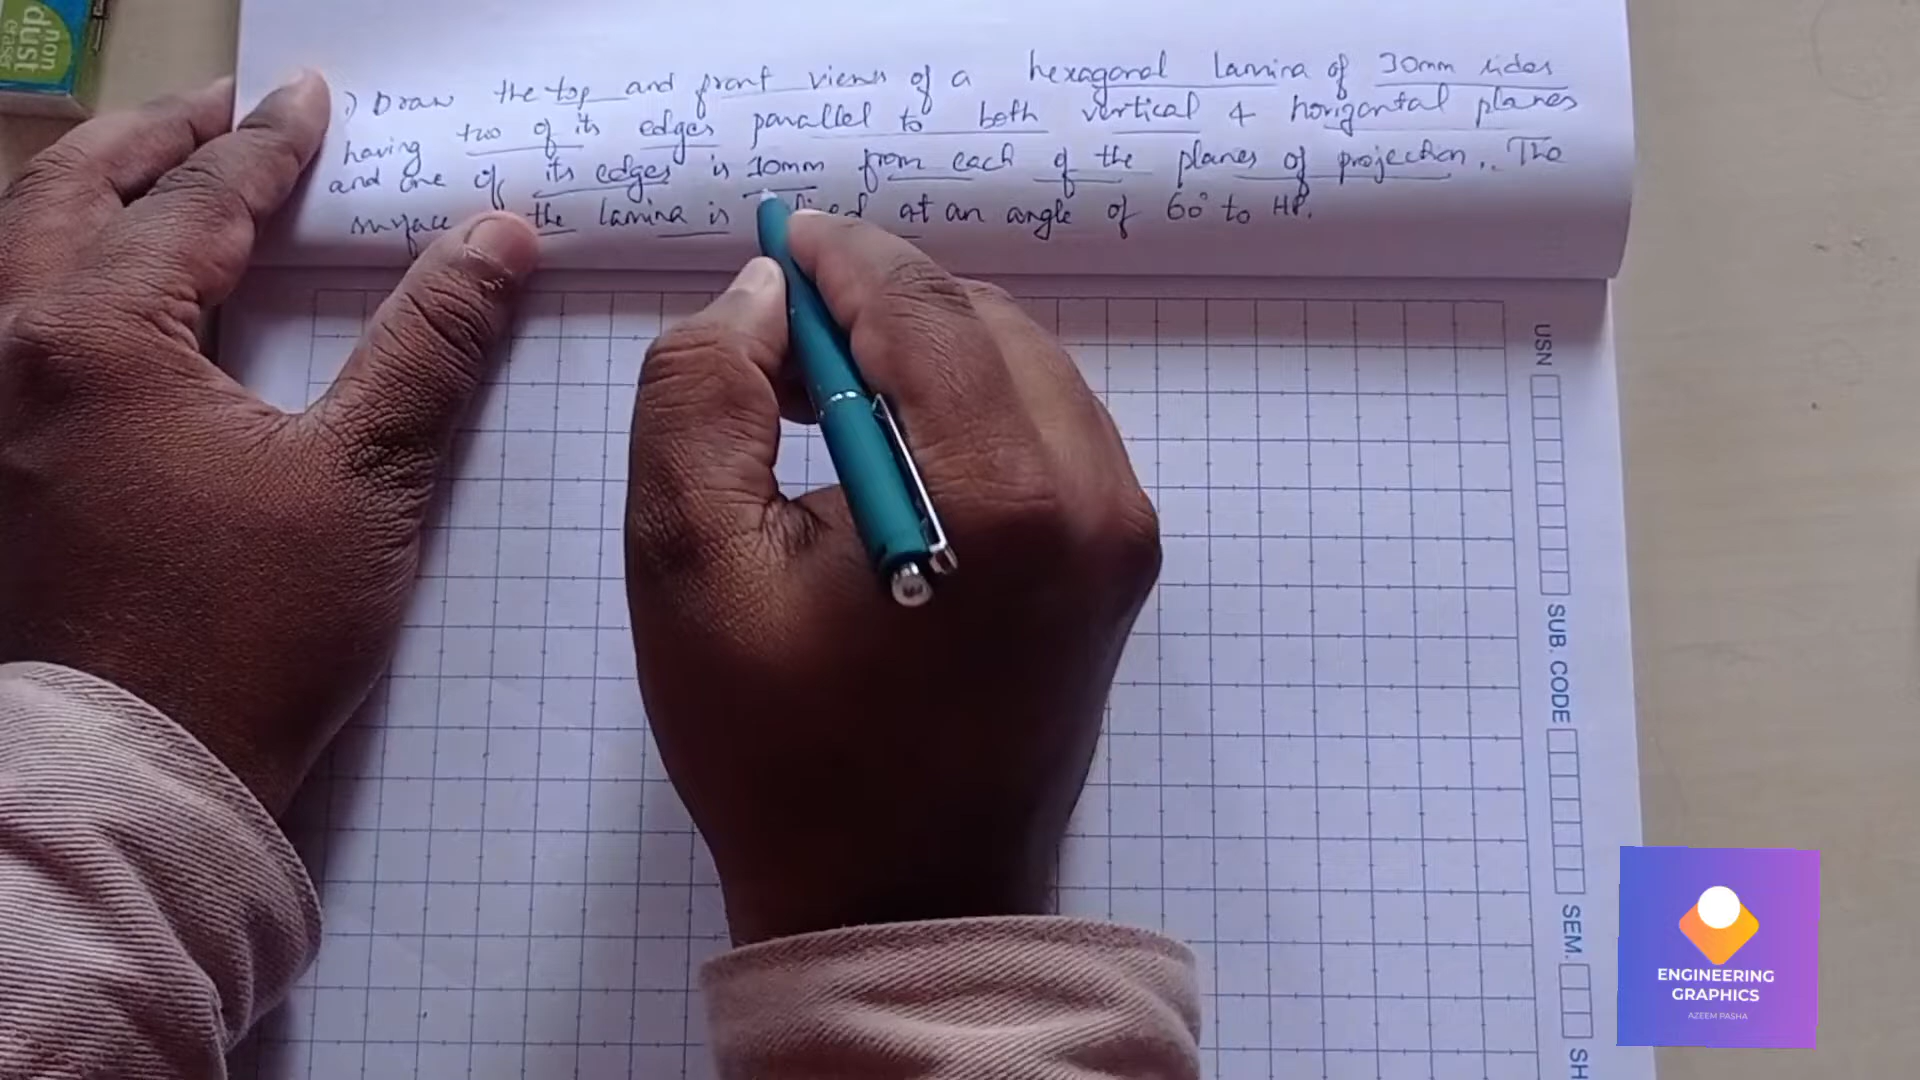 1) Draw the top and front views of a hexagonal lamina of 30mm sides
having two of its edges parallel to both vertical & horizontal planes
and one of its edges is 10mm from each of the planes of projection. The
surface of the lamina is at an angle of 60° to HP.
non
dust
eraser
USN
SUB. CODE
SEM.
SH
ENGINEERING
GRAPHICS
AZEEM PASHA